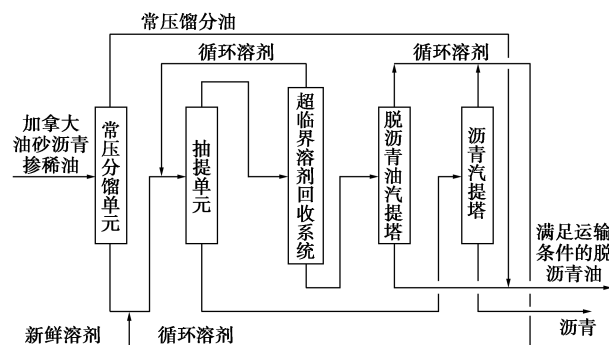 常压馏分油
循环溶剂
循环溶剂
加拿大
油砂沥青
掺稀油
常压分馏单元
抽提单元
超临界溶剂回收系统
脱沥青油汽提塔
沥青汽提塔
满足运输
条件的脱
沥青油
沥青
新鲜溶剂
循环溶剂